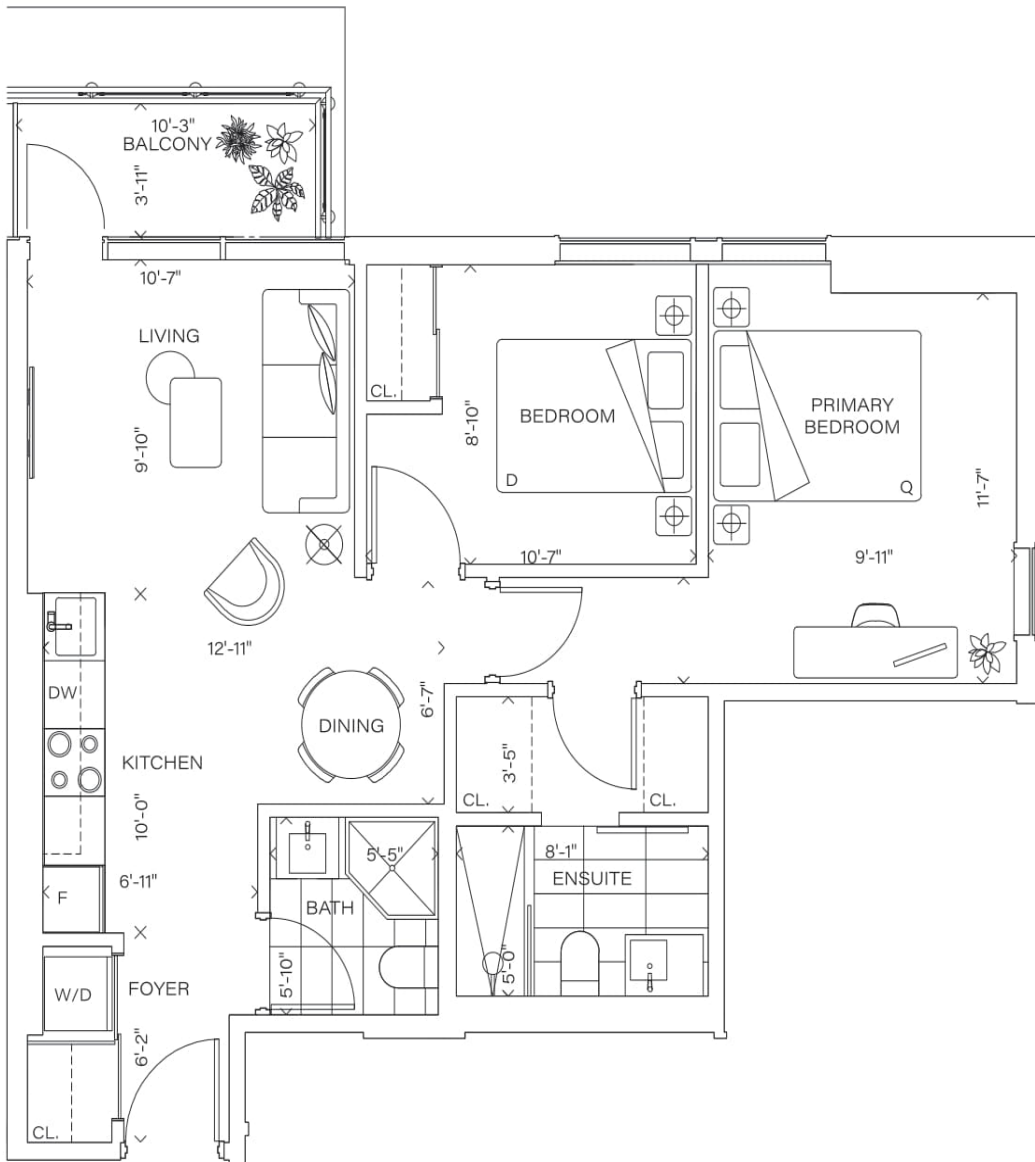 10'-3"
BALCONY
3'-11"
10'-7"
LIVING
9'-10"
CL.
8'-10"
BEDROOM
D
10'-7"
PRIMARY
BEDROOM
Q
11'-7"
9'-11"
12'-11"
DW
6'-7"
DINING
KITCHEN
10'-0"
6'-11"
F
3'-5"
CL.
CL.
5'-5"
BATH
5'-10"
8'-1"
ENSUITE
5'-0"
W/D
FOYER
6'-2"
CL.